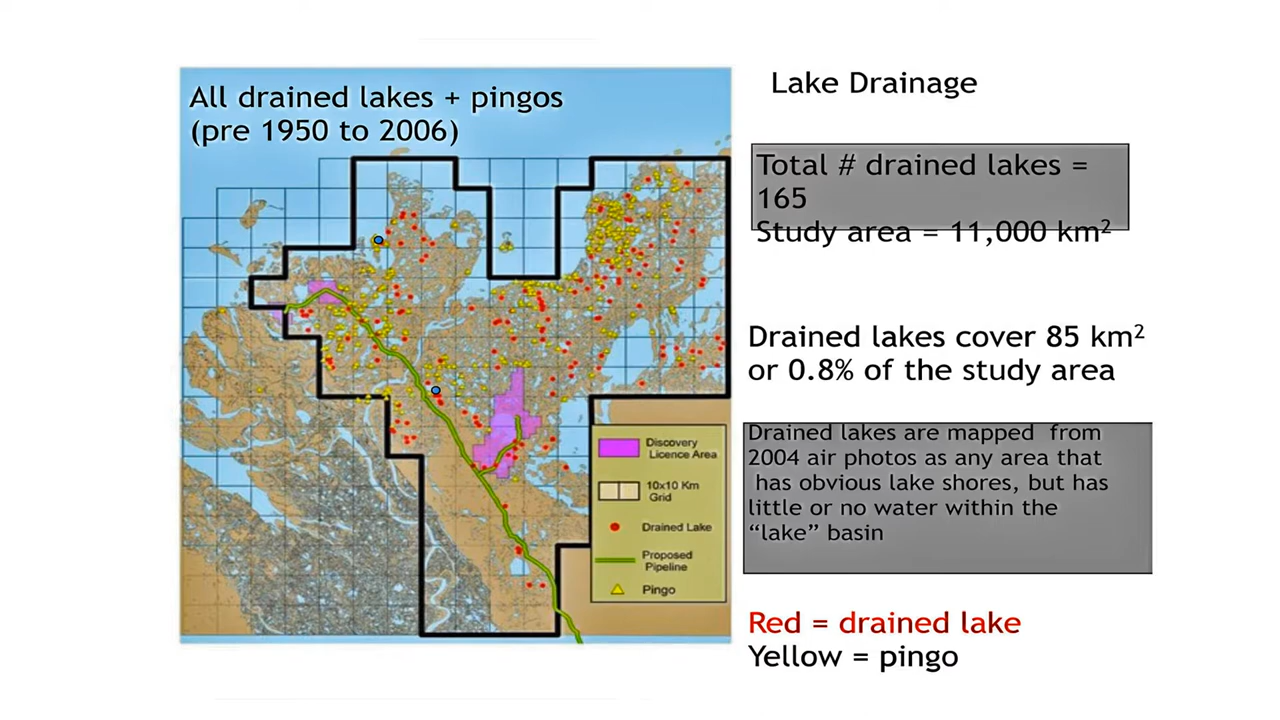 All drained lakes + pingos
(pre 1950 to 2006)
Lake Drainage
Total # drained lakes =
165
Study area = 11,000 km²
Drained lakes cover 85 km²
or 0.8% of the study area
Drained lakes are mapped from
2004 air photos as any area that
has obvious lake shores, but has
little or no water within the
“lake” basin
Red = drained lake
Yellow = pingo
Discovery
Licence Area
10x10 Km
Grid
Drained Lake
Proposed
Pipeline
Pingo